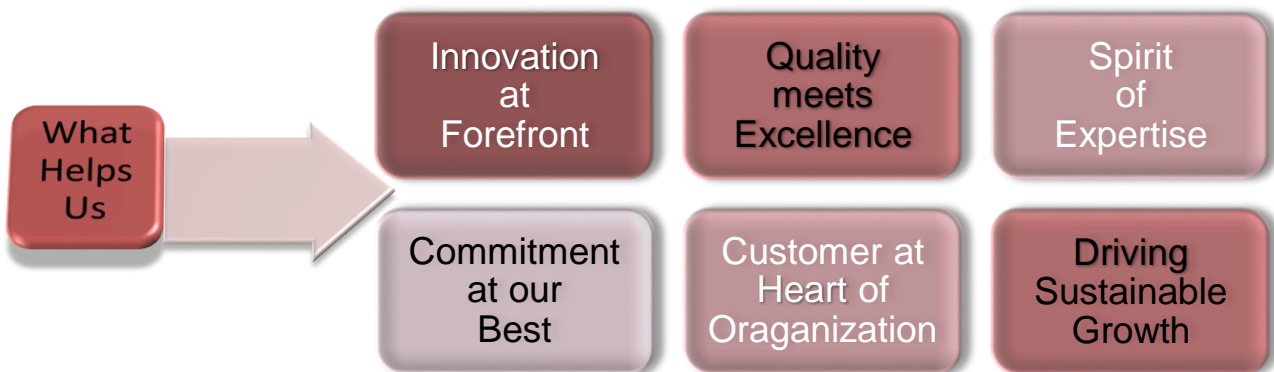 What
Helps
Us
Innovation
at
Forefront
Quality
meets
Excellence
Spirit
of
Expertise
Commitment
at our
Best
Customer at
Heart of
Oraganization
Driving
Sustainable
Growth